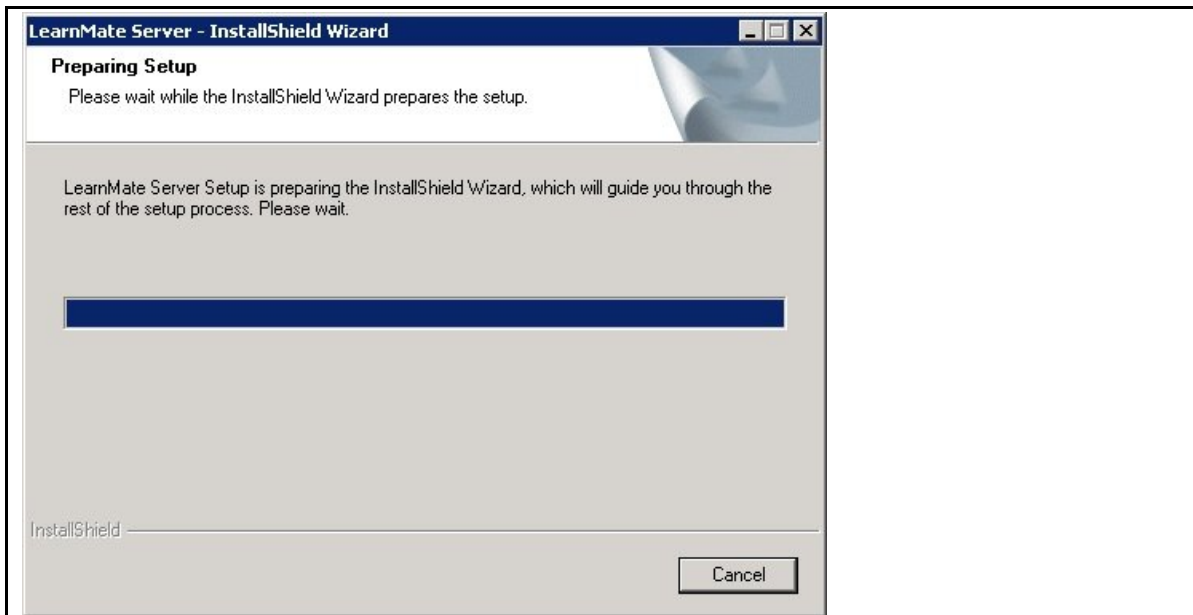 LearnMate Server - InstallShield Wizard
Preparing Setup
Please wait while the InstallShield Wizard prepares the setup.
LearnMate Server Setup is preparing the InstallShield Wizard, which will guide you through the
rest of the setup process. Please wait.
InstallShield
Cancel